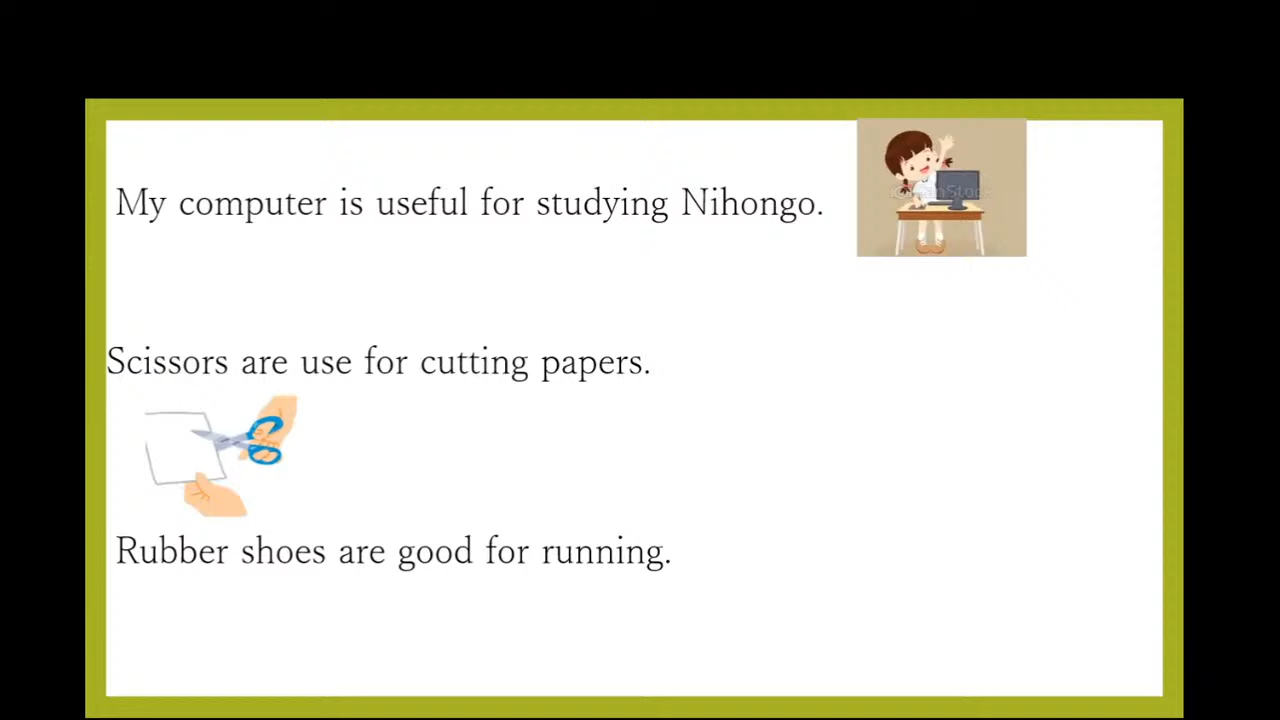 My computer is useful for studying Nihongo.
Scissors are use for cutting papers.
Rubber shoes are good for running.